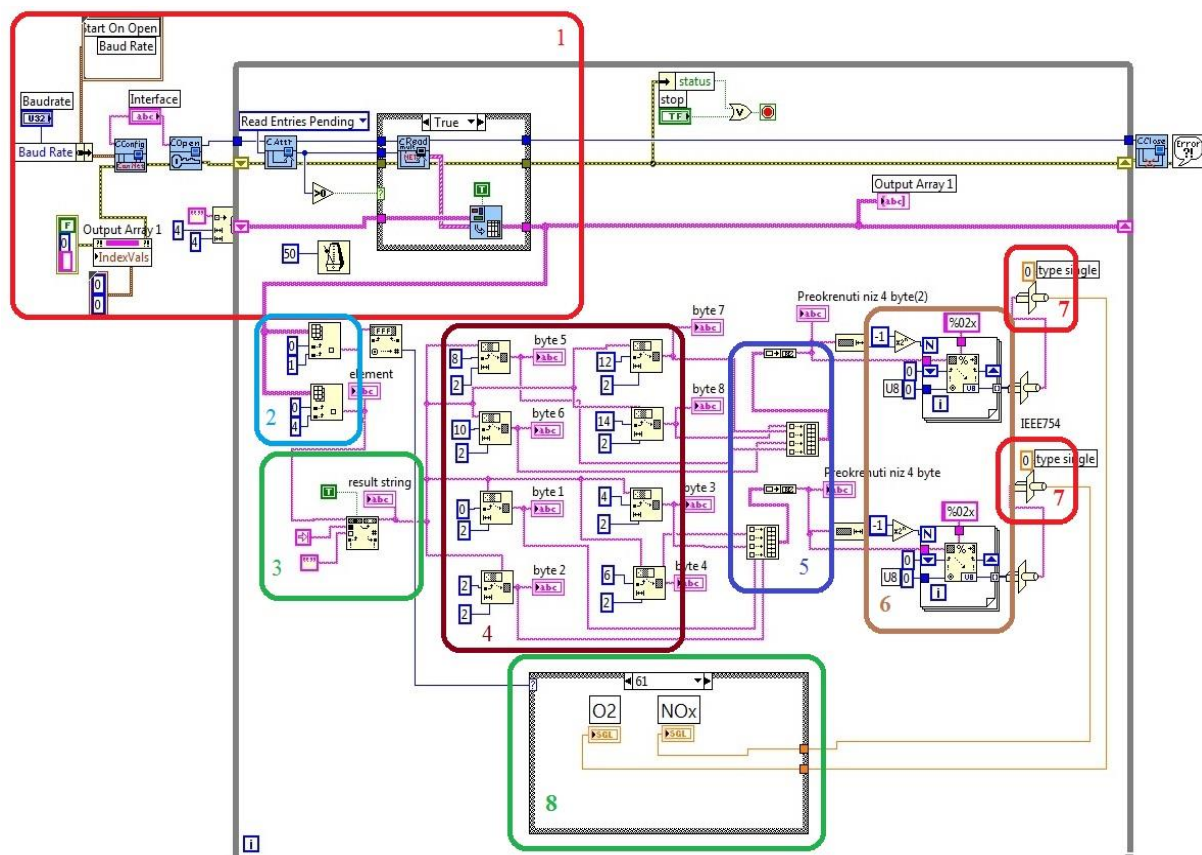 Start On Open
Baud Rate
1
Baudrate
U32
Interface
abc
Baud Rate
CConfig
COpen
Read Entries Pending
C.Attr
True
C.Read
>0
?
T
status
stop
TF
V
CClose
Error
?!
Output Array 1
[abc]
F
0
Output Array 1
IndexVals
0
0
4
4
50
0
type single
7
Preokrenuti niz 4 byte(2)
abc
byte 7
abc
0
1
element
abc
0
4
2
8
2
byte 5
abc
12
2
byte 8
abc
10
2
byte 6
abc
14
2
-1
N
%02x
0
U8
0
i
U8
IEEE754
0
type single
7
3
T
result string
abc
0
2
byte 1
abc
4
2
byte 3
abc
2
2
byte 2
abc
6
2
byte 4
abc
4
Preokrenuti niz 4 byte
abc
5
-1
N
%02x
0
U8
0
i
U8
6
?
61
O2
NOx
SGL
SGL
8
i